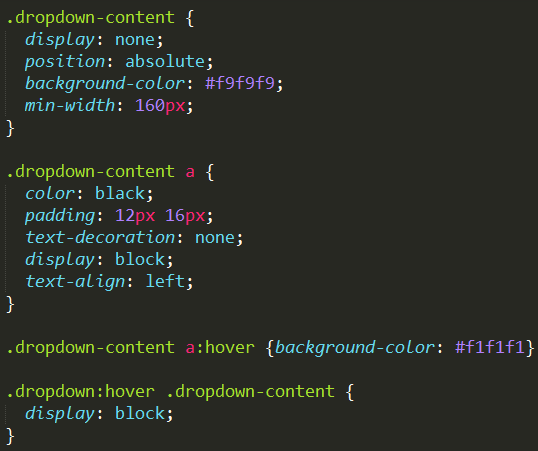 .dropdown-content {
  display: none;
  position: absolute;
  background-color: #f9f9f9;
  min-width: 160px;
}

.dropdown-content a {
  color: black;
  padding: 12px 16px;
  text-decoration: none;
  display: block;
  text-align: left;
}

.dropdown-content a:hover {background-color: #f1f1f1}

.dropdown:hover .dropdown-content {
  display: block;
}